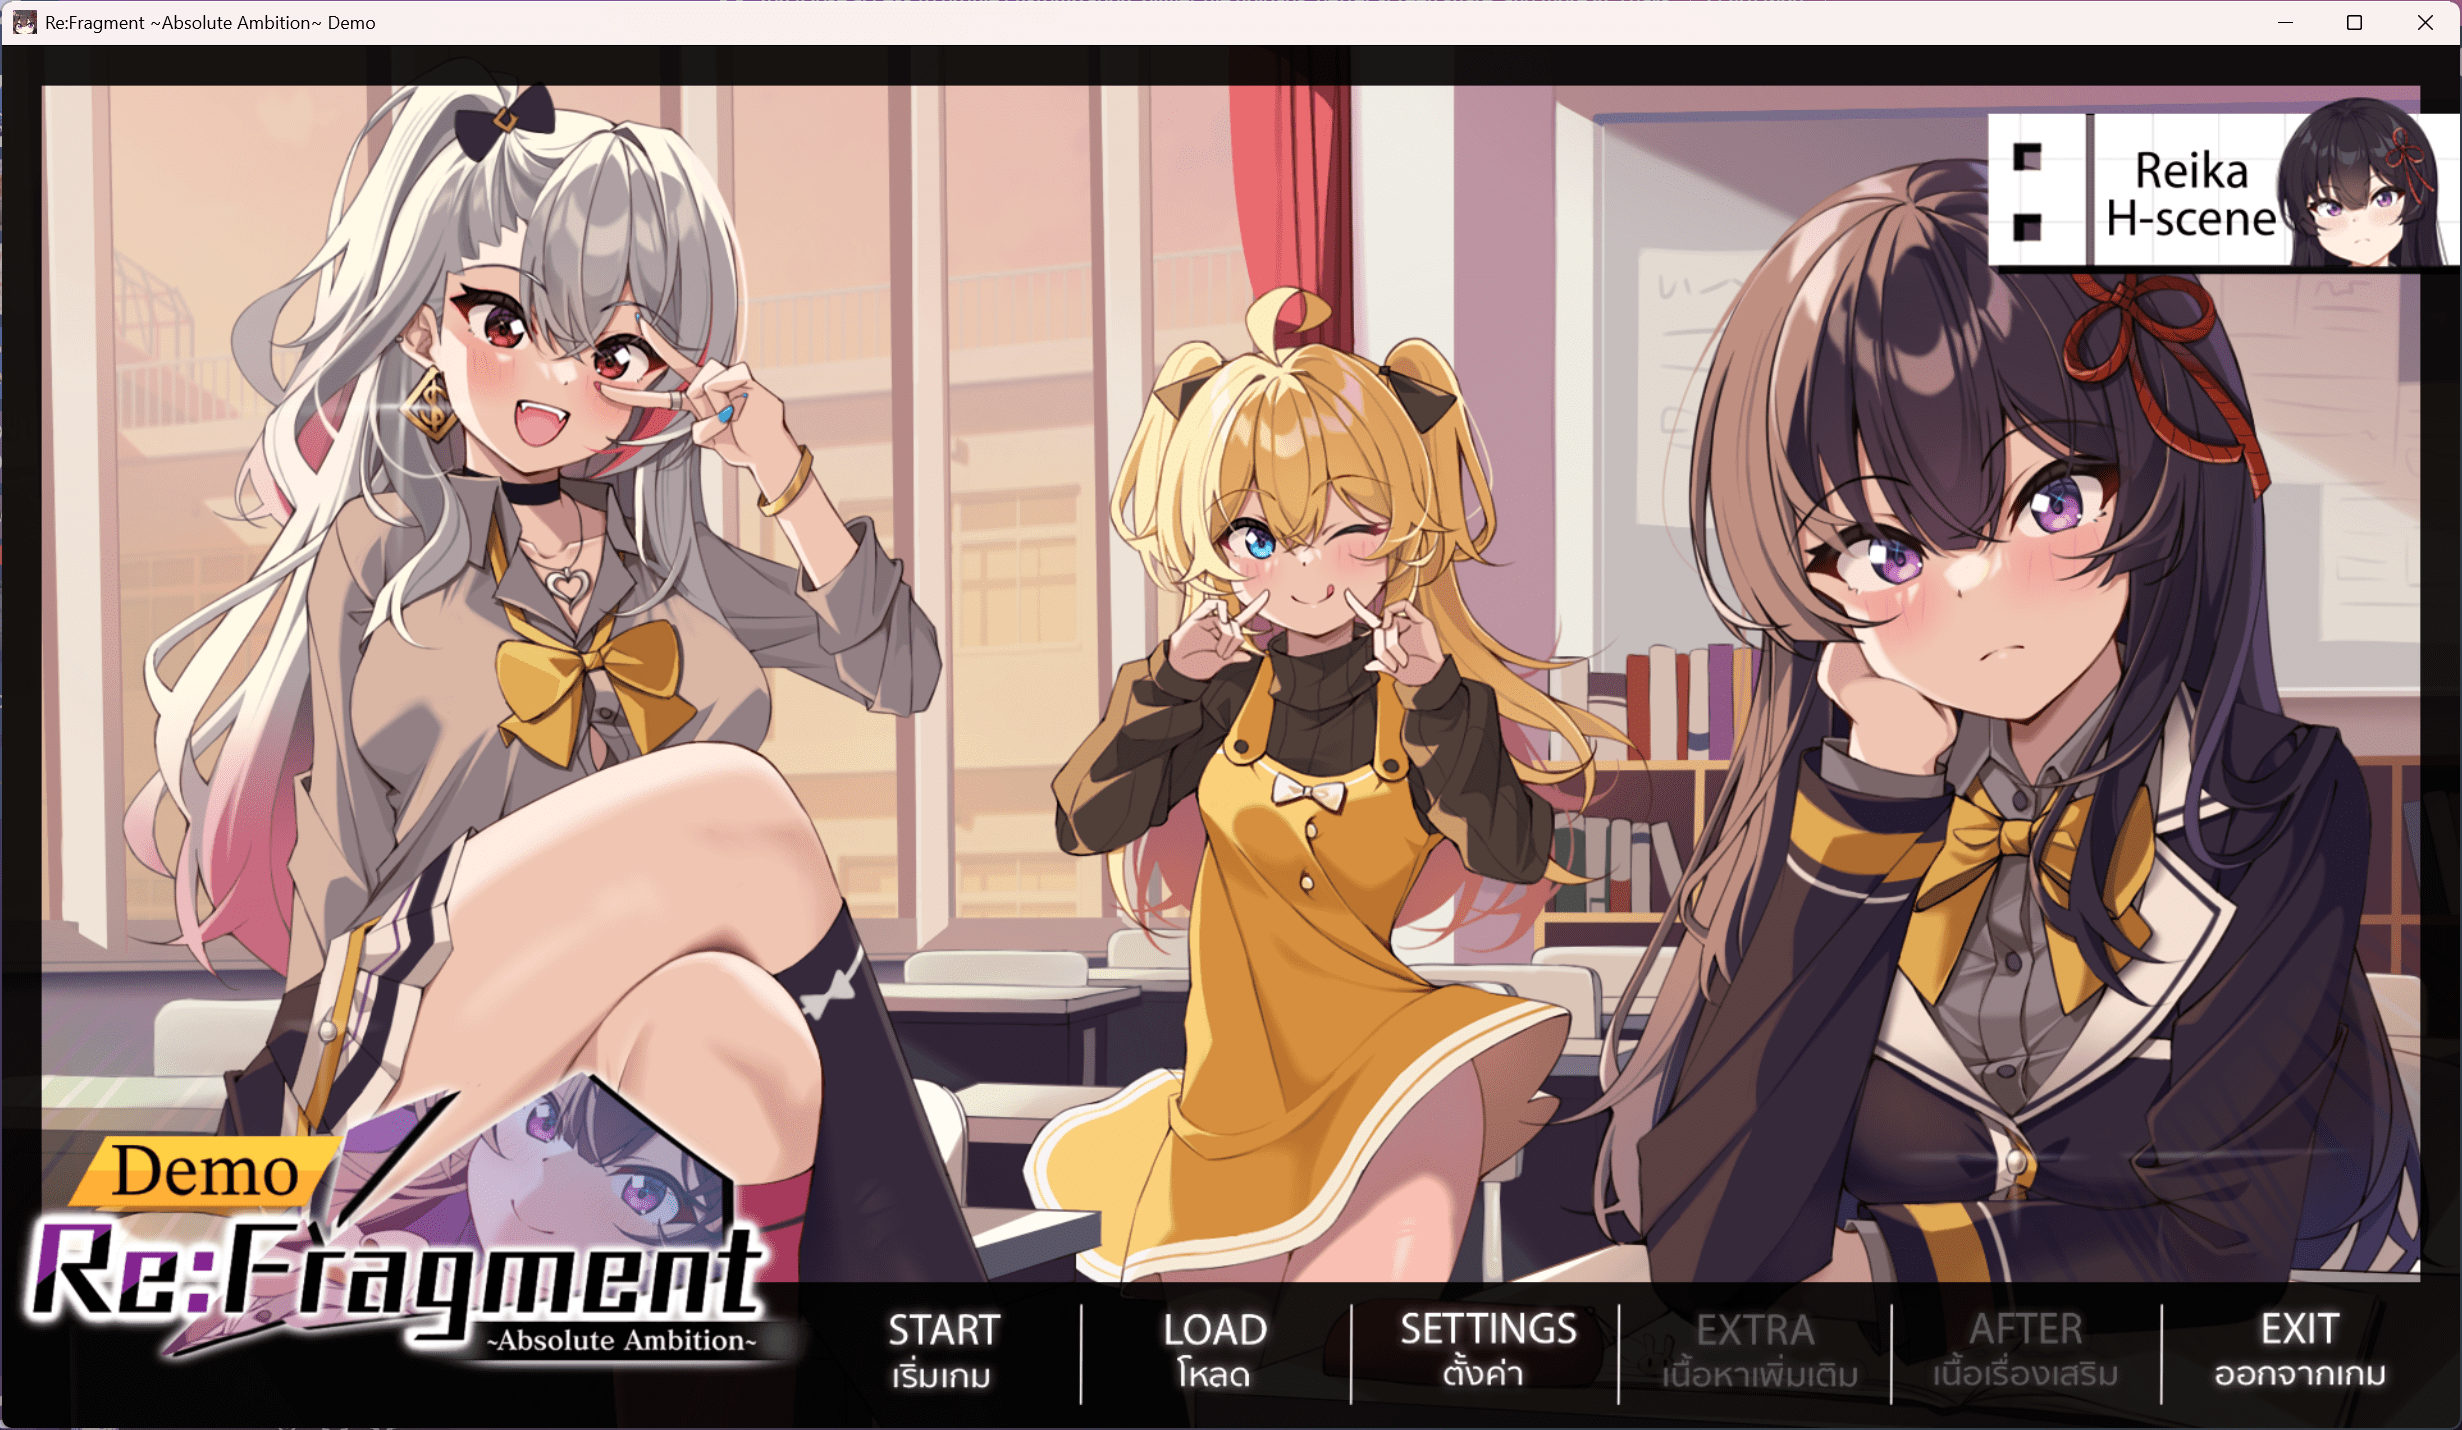 Re:Fragment ~Absolute Ambition~ Demo
Reika
H-scene
Demo
Re:Fragment
~Absolute Ambition~
START
เริ่มเกม
LOAD
โหลด
SETTINGS
ตั้งค่า
EXTRA
เนื้อหาเพิ่มเติม
AFTER
เนื้อเรื่องเสริม
EXIT
ออกจากเกม